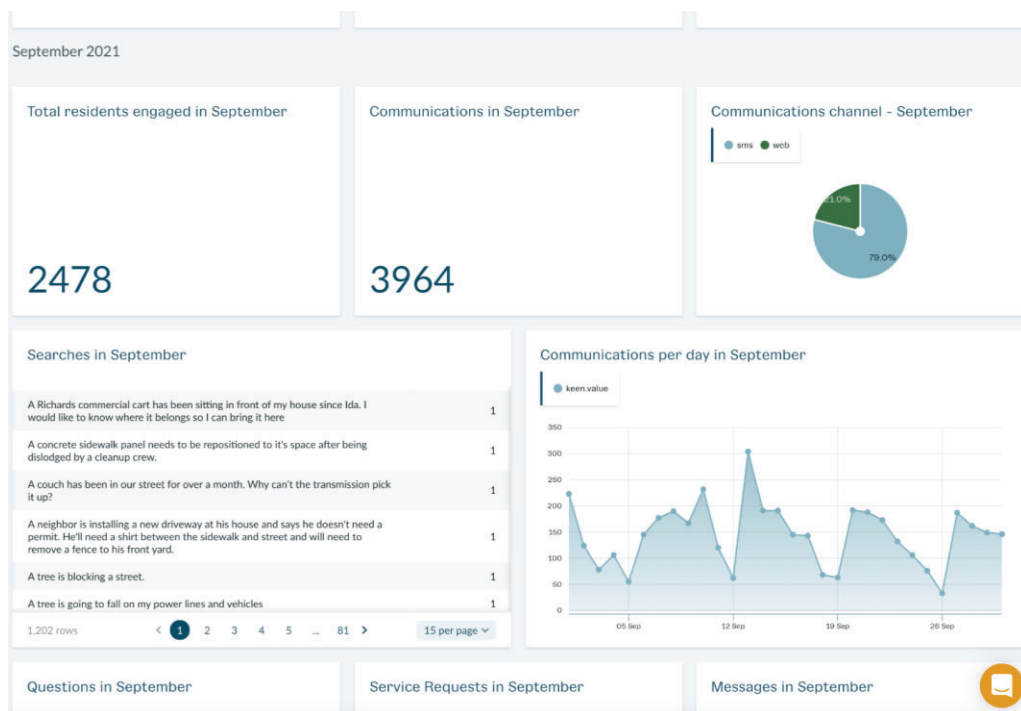 September 2021
Total residents engaged in September
2478
Communications in September
3964
Communications channel - September
sms web
21.0%
79.0%
Searches in September
A Richards commercial cart has been sitting in front of my house since Ida. I
would like to know where it belongs so I can bring it here
1
A concrete sidewalk panel needs to be repositioned to it's space after being
dislodged by a cleanup crew.
1
A couch has been in our street for over a month. Why can't the transmission pick
it up?
1
A neighbor is installing a new driveway at his house and says he doesn't need a
permit. He'll need a shirt between the sidewalk and street and will need to
remove a fence to his front yard.
1
A tree is blocking a street.
1
A tree is going to fall on my power lines and vehicles
1
1,202 rows
< 1 2 3 4 5 ... 81 >
15 per page
Communications per day in September
keen.value
350
300
250
200
150
100
50
0
05 Sep
12 Sep
19 Sep
26 Sep
Questions in September
Service Requests in September
Messages in September